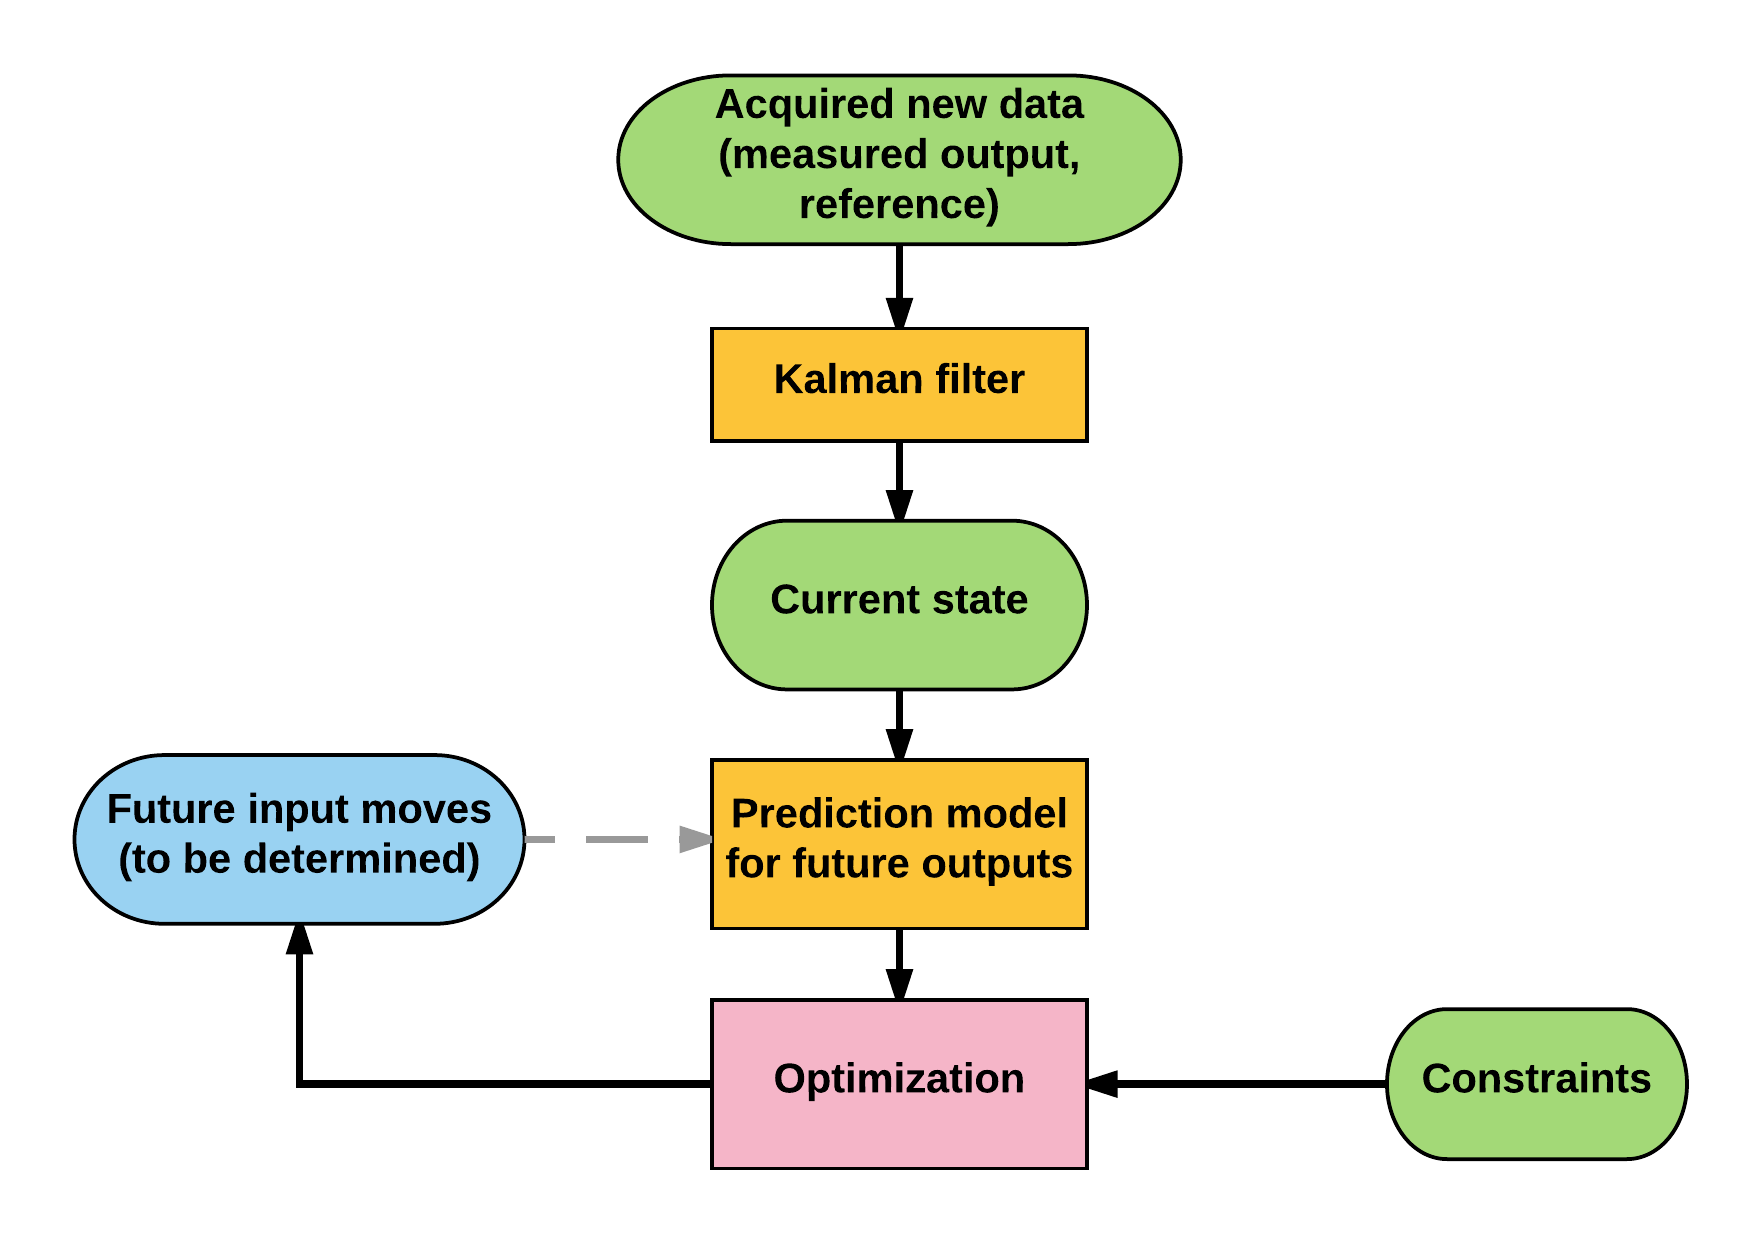 Acquired new data
(measured output,
reference)
Kalman filter
Current state
Future input moves
(to be determined)
Prediction model
for future outputs
Optimization
Constraints